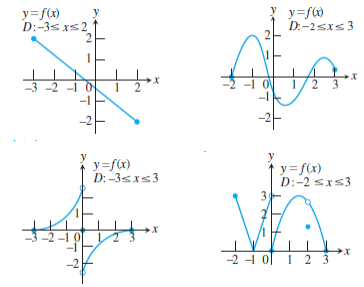 y=f(x)
D:-3≤x≤2
y
2
1
-3 -2 -1 0 1 2 x
-1
-2
y
y=f(x)
D:-2≤x≤3
2
1
-2 -1 0 1 2 3 x
-1
-2
y
y=f(x)
D:-3≤x≤3
1
-3 -2 -1 0 1 2 3 x
-1
-2
y
y=f(x)
D:-2≤x≤3
3
2
1
-2 -1 0 1 2 3 x